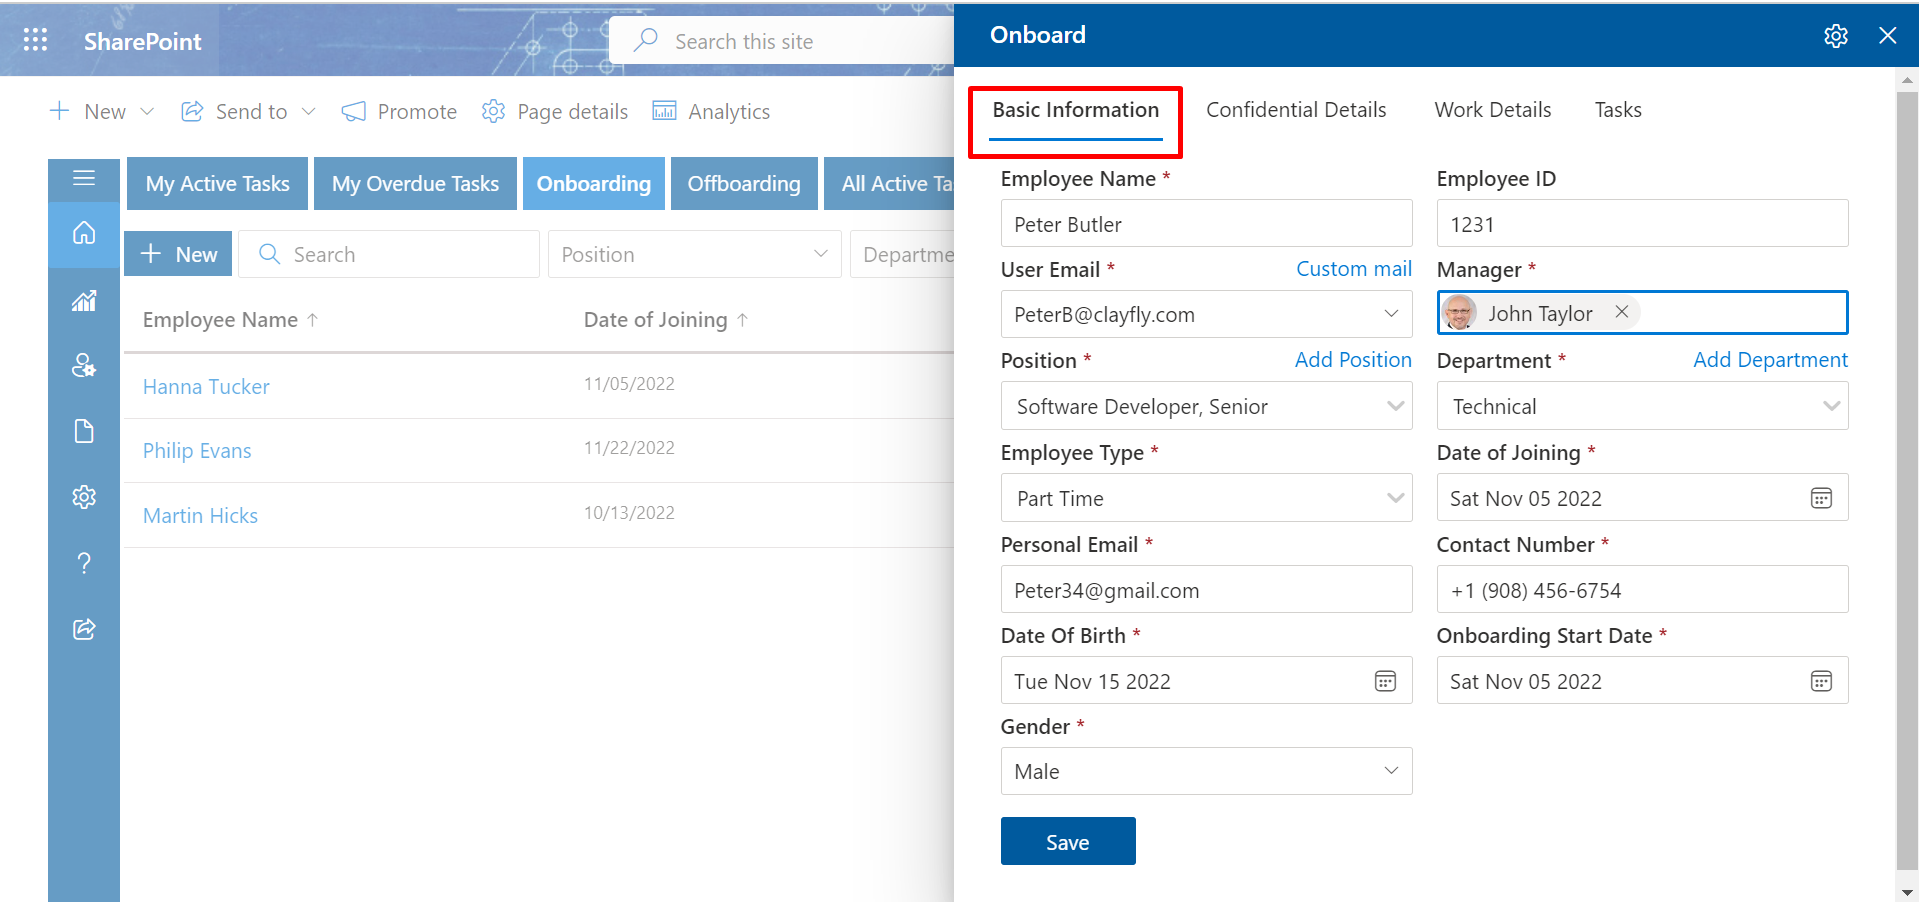 SharePoint
Search this site
New
Send to
Promote
Page details
Analytics
My Active Tasks
My Overdue Tasks
Onboarding
Offboarding
All Active Ta
New
Search
Position
Departme
Employee Name ↑
Date of Joining ↑
Hanna Tucker
11/05/2022
Philip Evans
11/22/2022
Martin Hicks
10/13/2022
?
Onboard
Basic Information
Confidential Details
Work Details
Tasks
Employee Name *
Employee ID
Peter Butler
1231
User Email *
Custom mail
Manager *
PeterB@clayfly.com
John Taylor
Position *
Add Position
Department *
Add Department
Software Developer, Senior
Technical
Employee Type *
Date of Joining *
Part Time
Sat Nov 05 2022
Personal Email *
Contact Number *
Peter34@gmail.com
+1 (908) 456-6754
Date Of Birth *
Onboarding Start Date *
Tue Nov 15 2022
Sat Nov 05 2022
Gender *
Male
Save